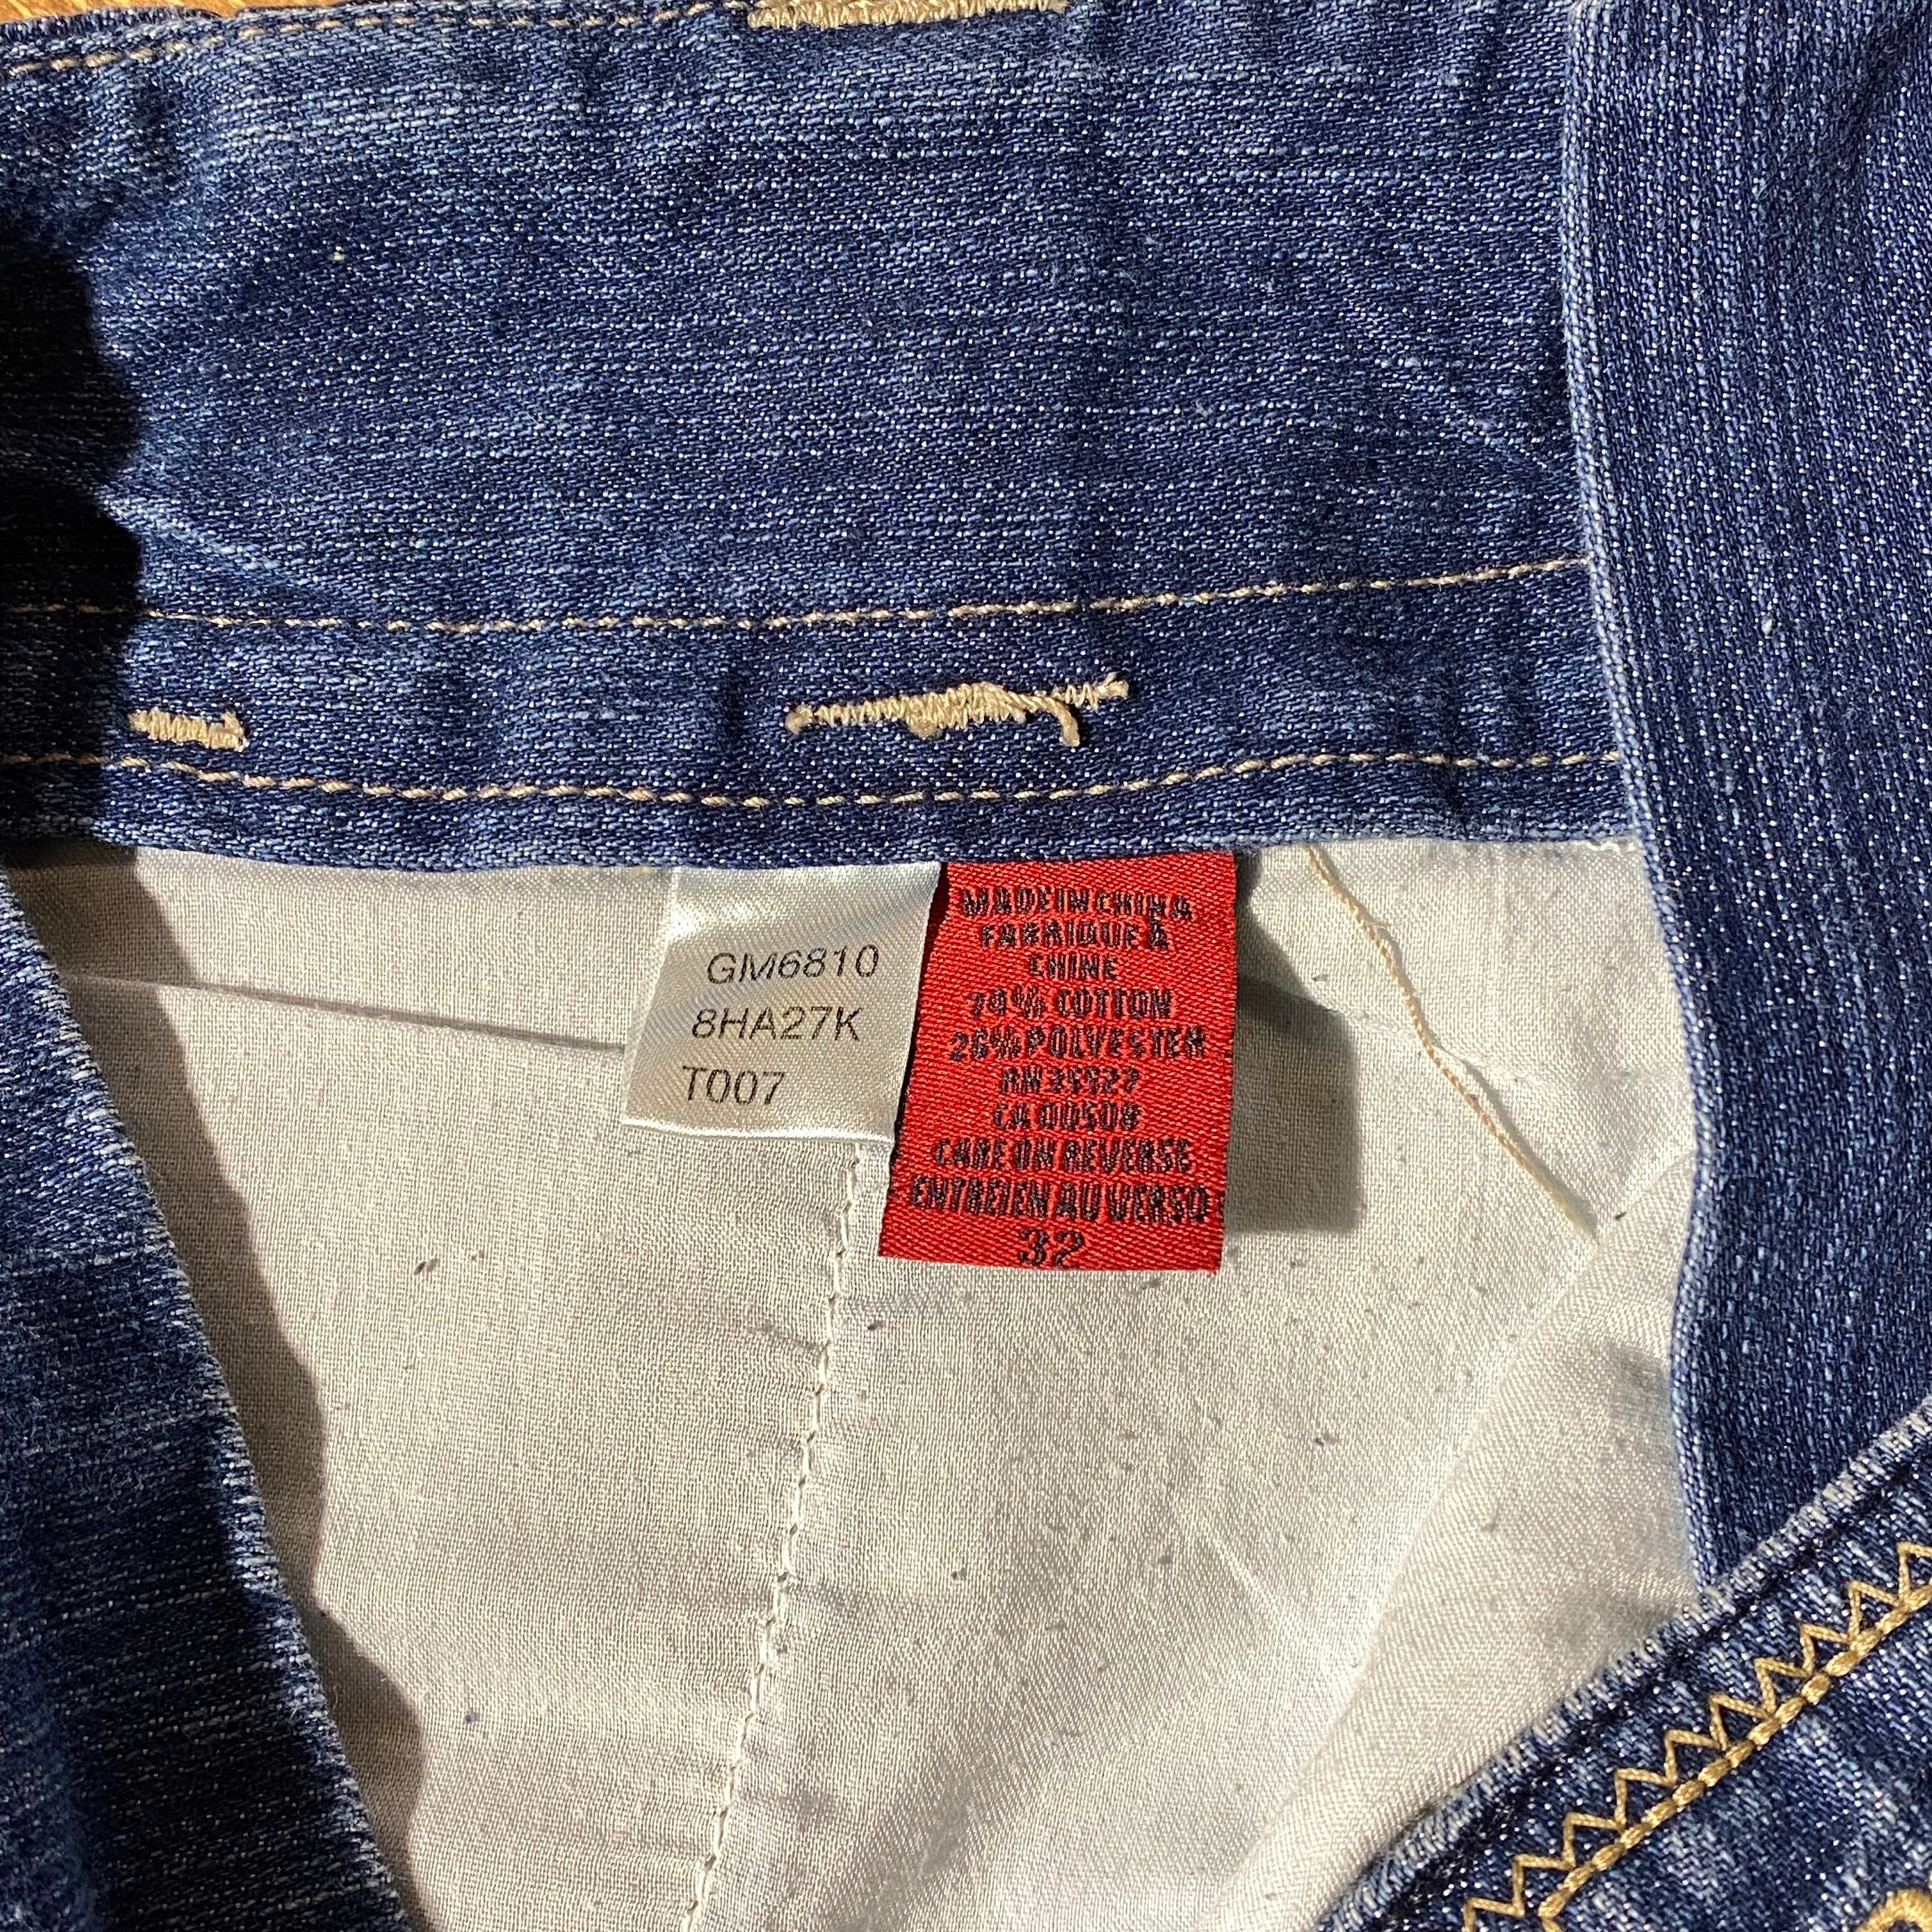 GM6810
8HA27K
T007
MADE IN CHINA
FABRIQUE À
CHINE
74% COTTON
26% POLYESTER
RN 35527
CA 00508
CARE ON REVERSE
ENTREIEN AU VERSO
32